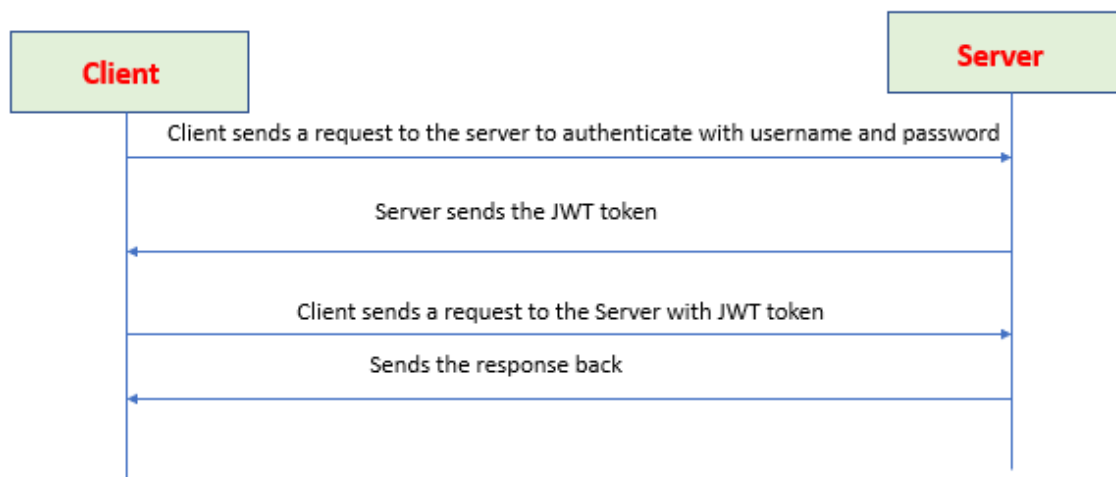 Client
Server
Client sends a request to the server to authenticate with username and password
Server sends the JWT token
Client sends a request to the Server with JWT token
Sends the response back